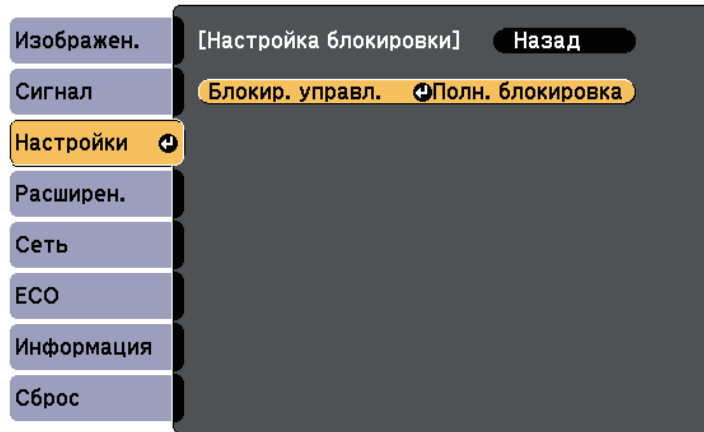 Изображен.
Сигнал
Настройки
Расширен.
Сеть
ECO
Информация
Сброс
[Настройка блокировки] Назад
Блокир. управл. Полн. блокировка